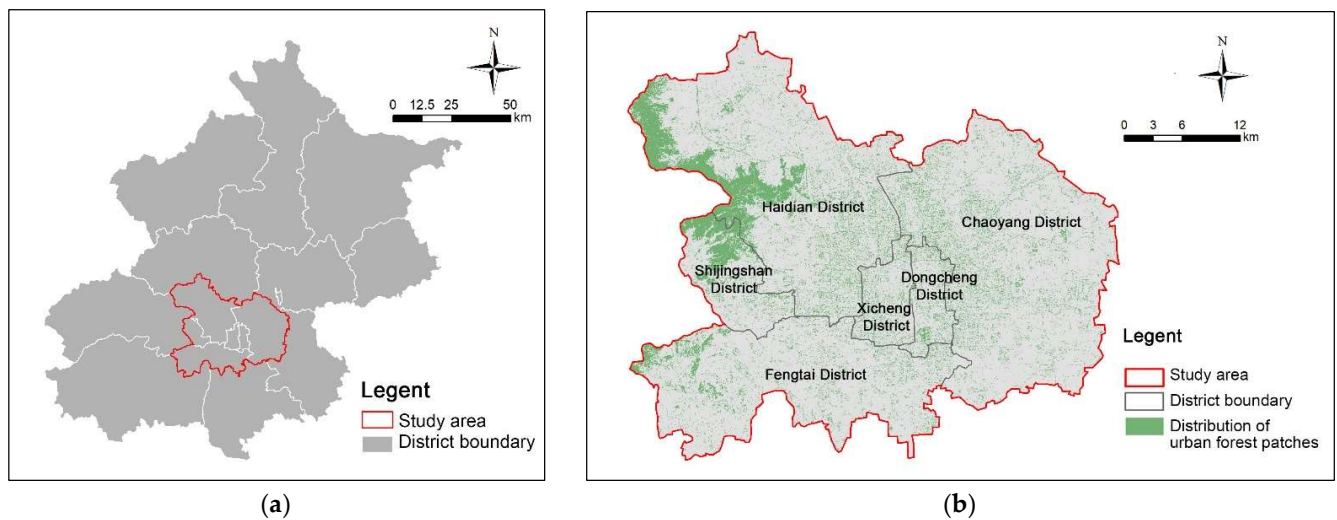 N
0 12.5 25 50
km
Legent
Study area
District boundary
(a)
N
0 3 6 12
km
Haidian District
Chaoyang District
Shijingshan
District
Dongcheng
District
Xicheng
District
Fengtai District
Legent
Study area
District boundary
Distribution of
urban forest patches
(b)